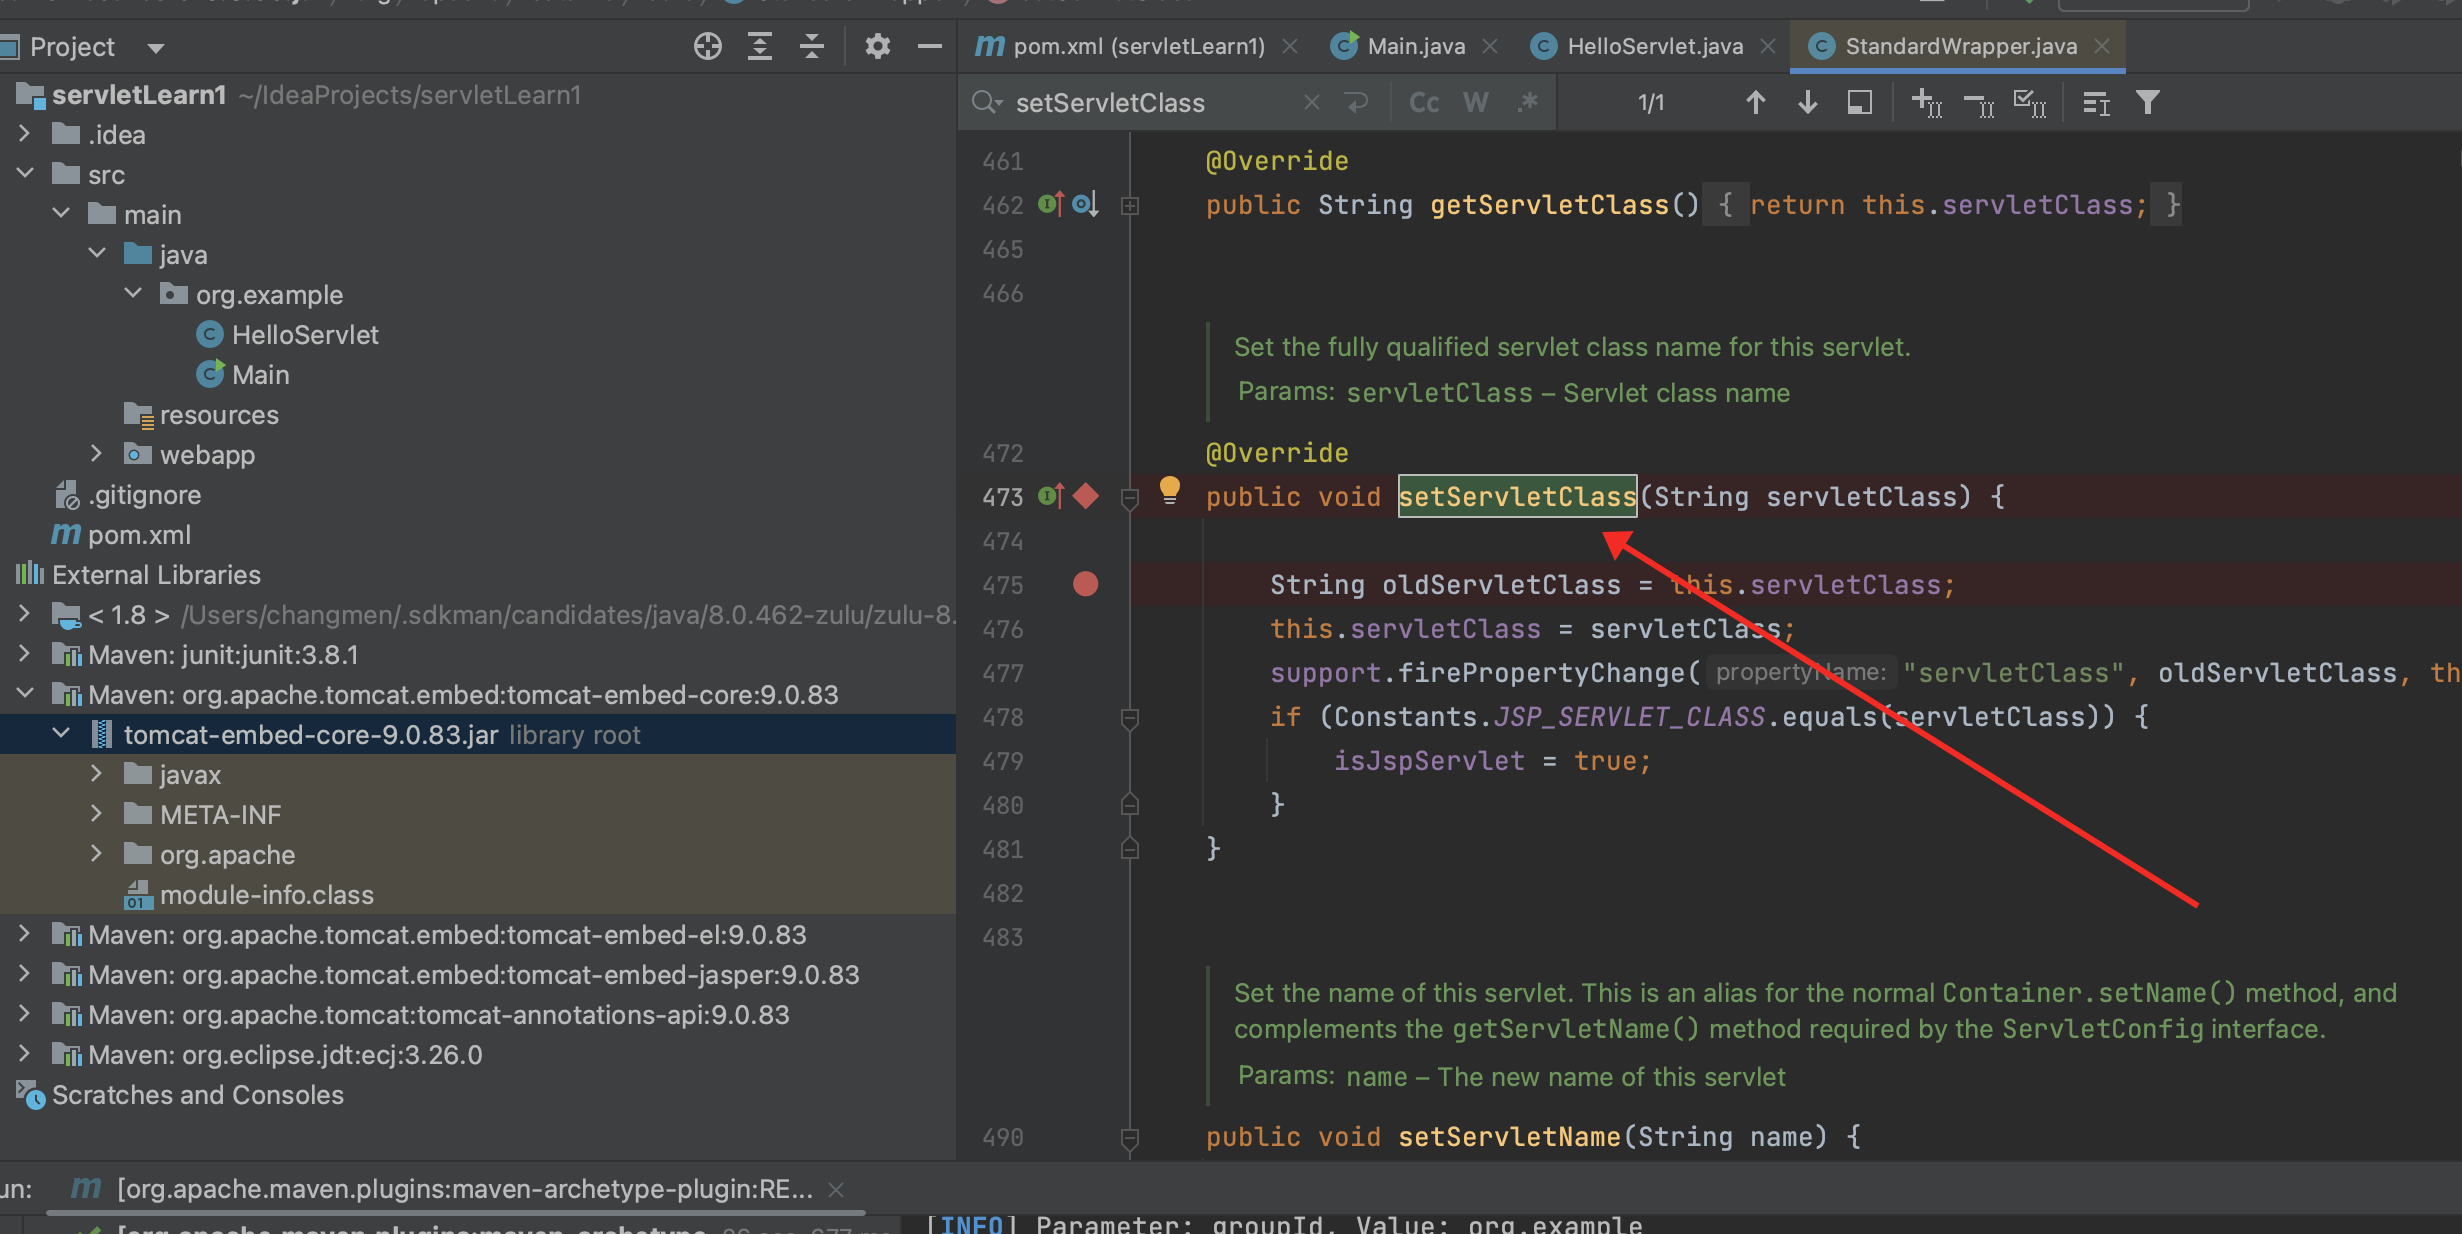 Project
pom.xml (servletLearn1)
Main.java
HelloServlet.java
StandardWrapper.java
servletLearn1 ~/IdeaProjects/servletLearn1
.idea
src
main
java
org.example
HelloServlet
Main
resources
webapp
.gitignore
pom.xml
External Libraries
< 1.8 > /Users/changmen/.sdkman/candidates/java/8.0.462-zulu/zulu-8.
Maven: junit:junit:3.8.1
Maven: org.apache.tomcat.embed:tomcat-embed-core:9.0.83
tomcat-embed-core-9.0.83.jar library root
javax
META-INF
org.apache
module-info.class
Maven: org.apache.tomcat.embed:tomcat-embed-el:9.0.83
Maven: org.apache.tomcat.embed:tomcat-embed-jasper:9.0.83
Maven: org.apache.tomcat:tomcat-annotations-api:9.0.83
Maven: org.eclipse.jdt:ecj:3.26.0
Scratches and Consoles
setServletClass Cc W .* 1/1
461 @Override
462 public String getServletClass() { return this.servletClass; }
465
466
Set the fully qualified servlet class name for this servlet.
Params: servletClass – Servlet class name
472 @Override
473 public void setServletClass(String servletClass) {
474
475 String oldServletClass = this.servletClass;
476 this.servletClass = servletClass;
477 support.firePropertyChange( propertyName: "servletClass", oldServletClass, th
478 if (Constants.JSP_SERVLET_CLASS.equals(servletClass)) {
479 isJspServlet = true;
480 }
481 }
482
483
Set the name of this servlet. This is an alias for the normal Container.setName() method, and
complements the getServletName() method required by the ServletConfig interface.
Params: name – The new name of this servlet
490 public void setServletName(String name) {
un: [org.apache.maven.plugins:maven-archetype-plugin:RE...
[org.apache.maven.plugins:maven-archetype-
[INFO] Parameter: groupId, Value: org.example